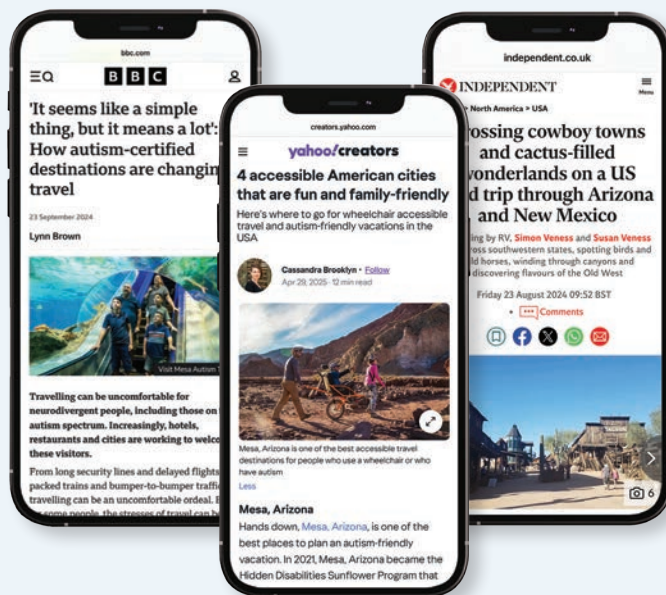 bbc.com
BBC
'It seems like a simple
thing, but it means a lot':
How autism-certified
destinations are changing
travel
23 September 2024
Lynn Brown
Visit Mesa Autism
Travelling can be uncomfortable for
neurodivergent people, including those on
autism spectrum. Increasingly, hotels,
restaurants and cities are working to
these visitors.
From long security lines and delayed flights
packed trains and bumper-to-bumper
travelling can be an uncomfortable ordeal.
some people, the stresses of travel can
creators.yahoo.com
yahoo!creators
4 accessible American cities
that are fun and family-friendly
Here's where to go for wheelchair accessible
travel and autism-friendly vacations in the
USA
Cassandra Brooklyn • Follow
Apr 29, 2025 · 12 min read
Mesa, Arizona is one of the best accessible travel
destinations for people who use a wheelchair or who
have autism
Less
Mesa, Arizona
Hands down, Mesa, Arizona, is one of the
best places to plan an autism-friendly
vacation. In 2021, Mesa, Arizona became the
Hidden Disabilities Sunflower Program that
independent.co.uk
INDEPENDENT
Menu
> North America > USA
rossing cowboy towns
and cactus-filled
onderlands on a US
d trip through Arizona
and New Mexico
ing by RV, Simon Veness and Susan Veness
ross southwestern states, spotting birds and
ld horses, winding through canyons and
discovering flavours of the Old West
Friday 23 August 2024 09:52 BST
• Comments
6